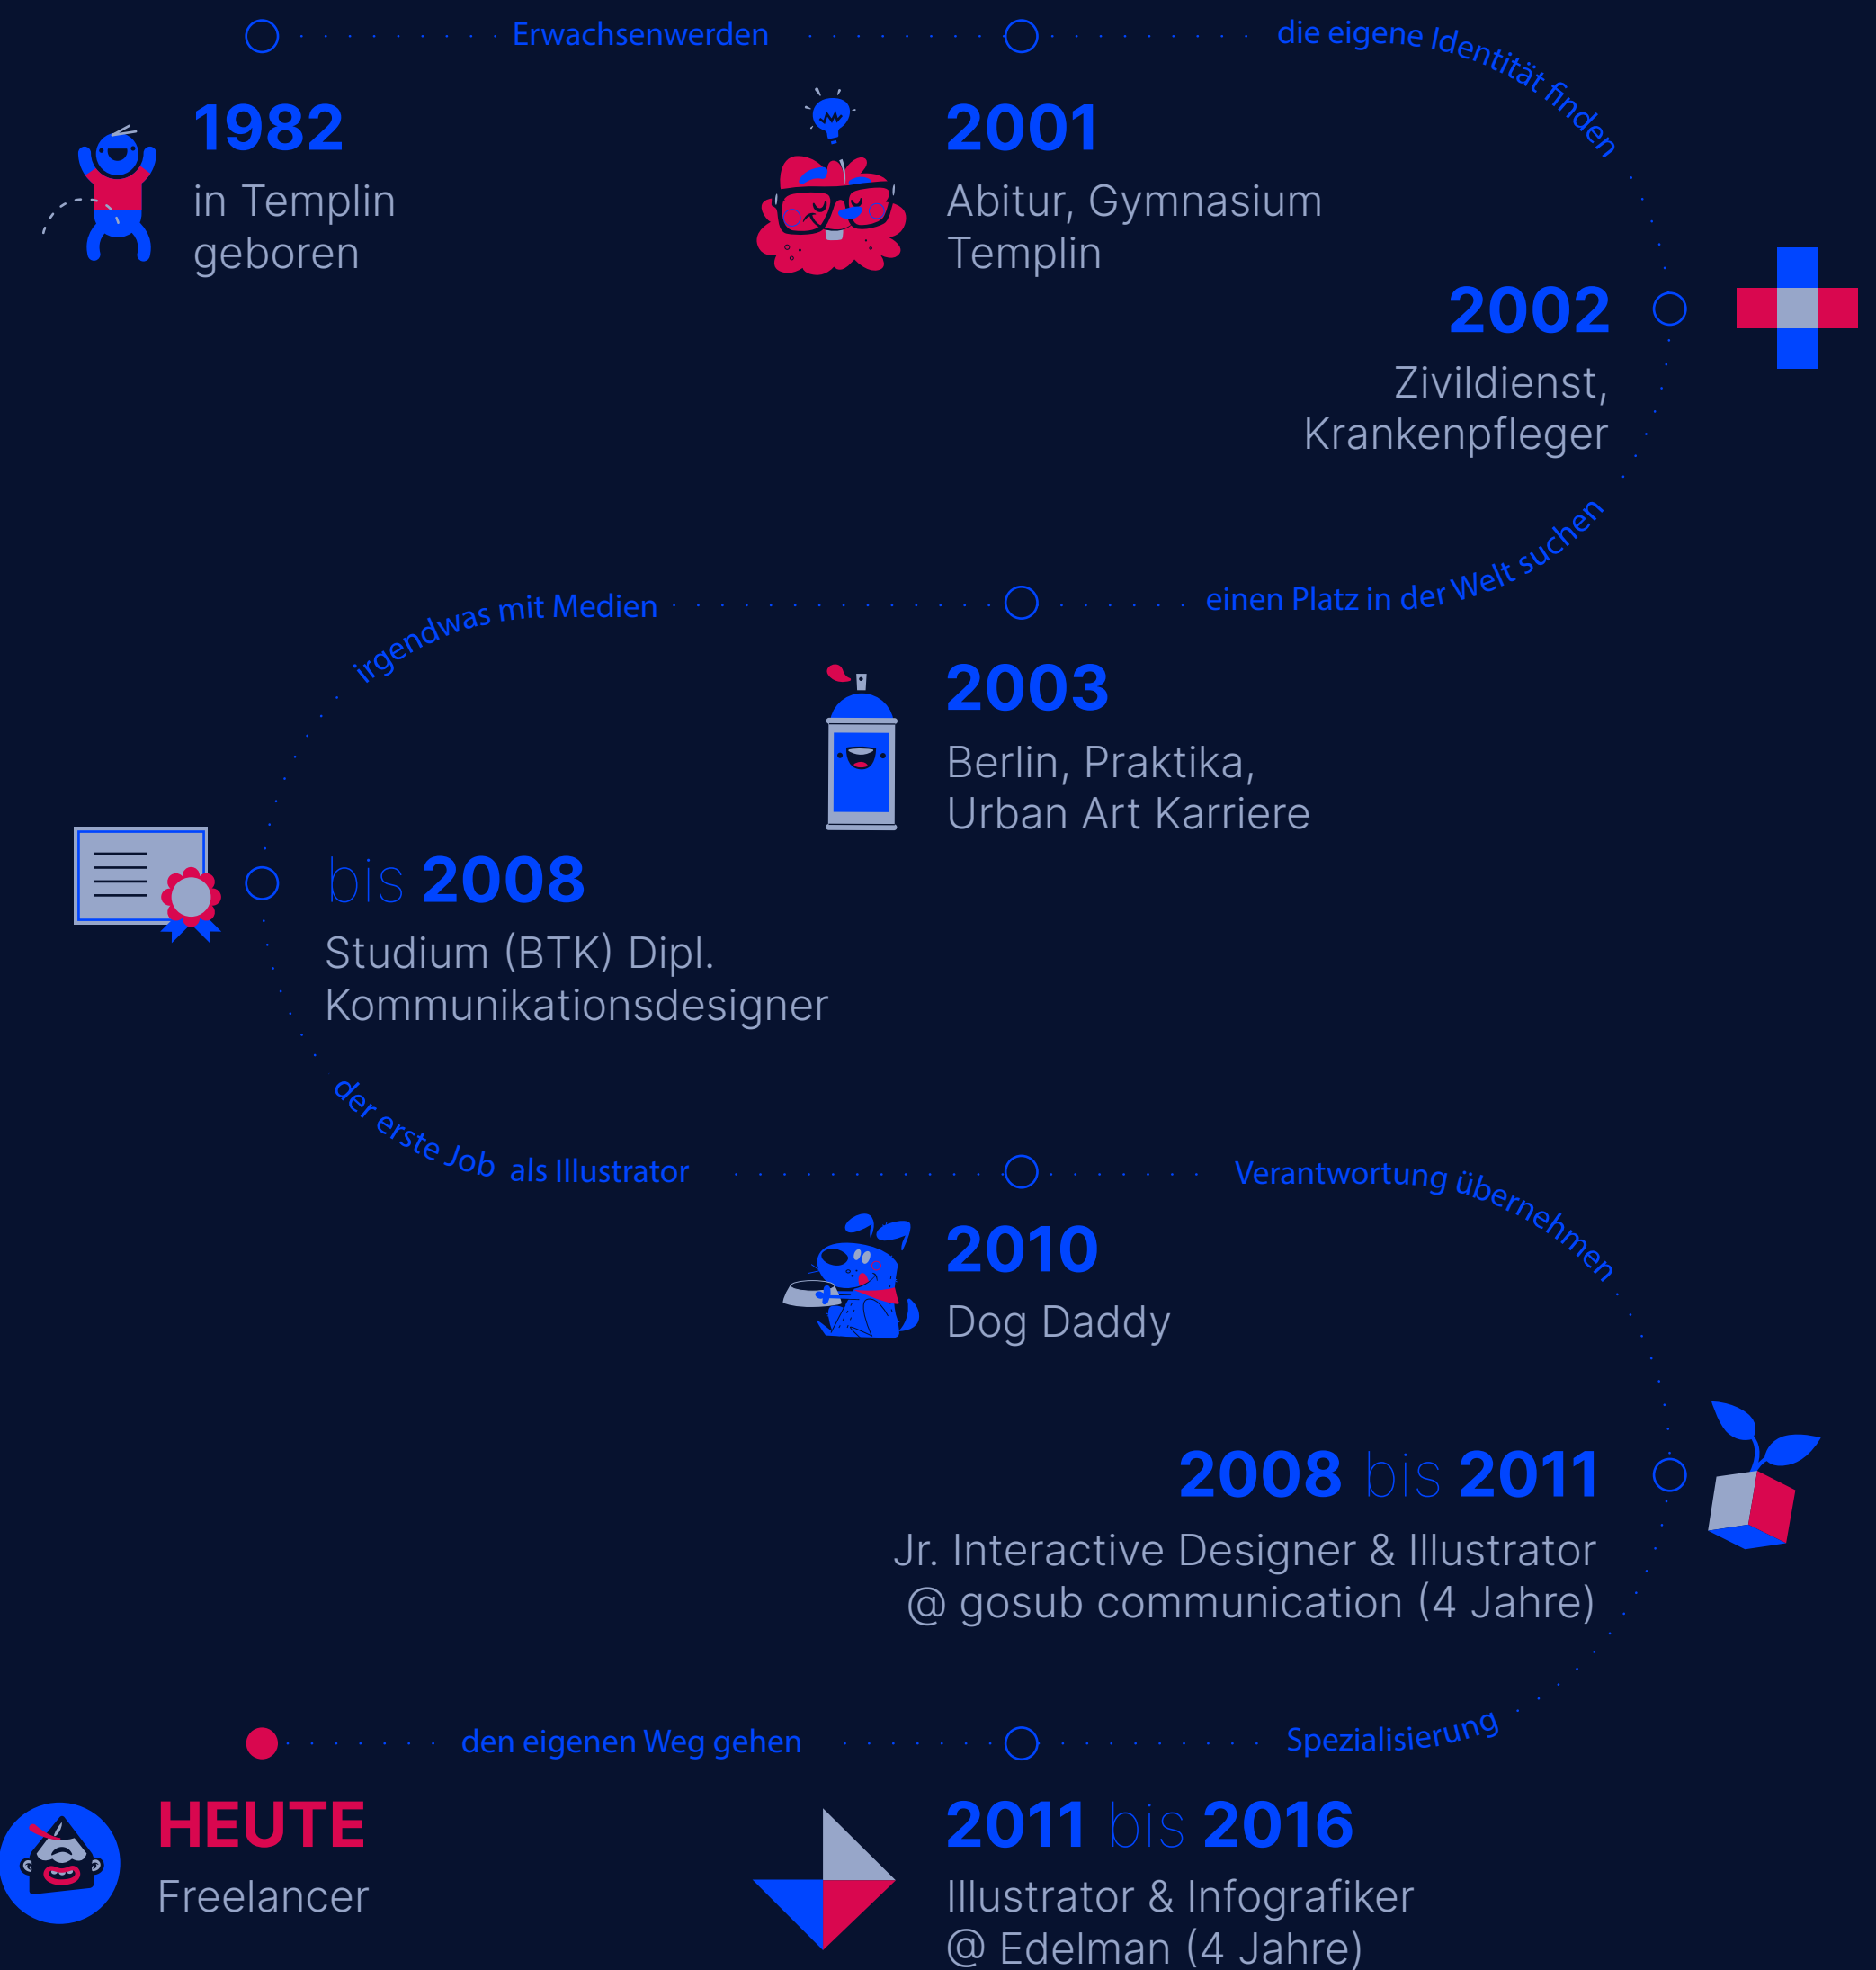 Erwachsenwerden
die eigene Identität finden
1982
in Templin
geboren
2001
Abitur, Gymnasium
Templin
2002
Zivildienst,
Krankenpfleger
einen Platz in der Welt suchen
irgendwas mit Medien
2003
Berlin, Praktika,
Urban Art Karriere
bis 2008
Studium (BTK) Dipl.
Kommunikationsdesigner
der erste Job als Illustrator
Verantwortung übernehmen
2010
Dog Daddy
2008 bis 2011
Jr. Interactive Designer & Illustrator
@ gosub communication (4 Jahre)
Spezialisierung
den eigenen Weg gehen
2011 bis 2016
Illustrator & Infografiker
@ Edelman (4 Jahre)
HEUTE
Freelancer